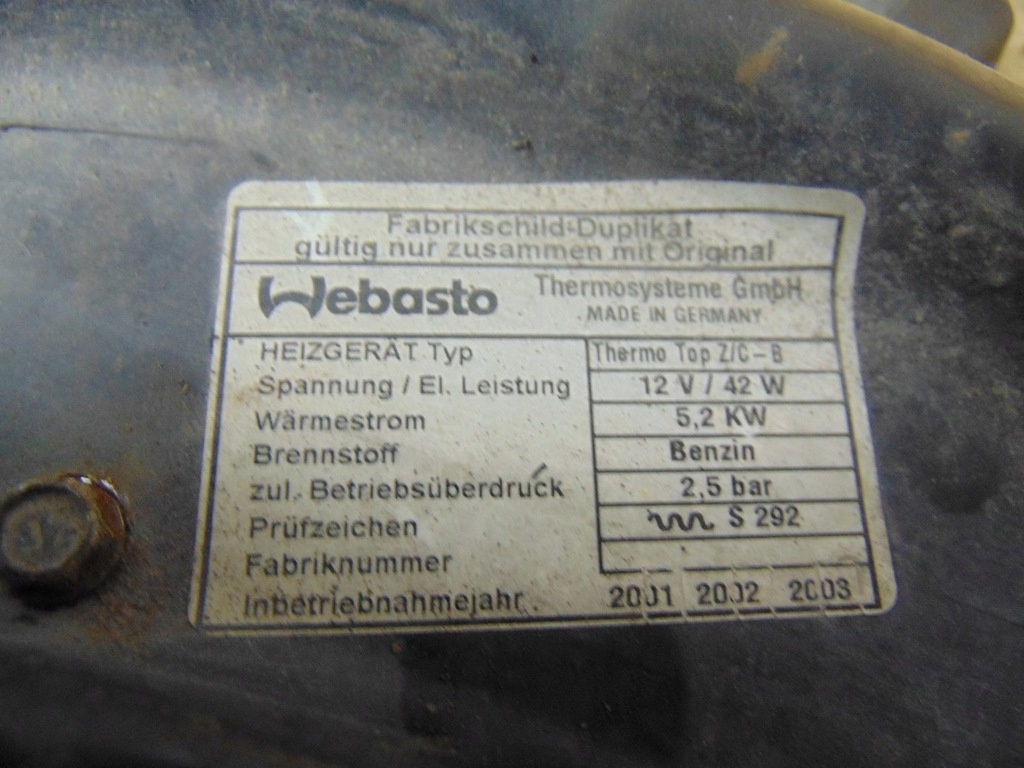 Fabrikschild-Duplikat
gültig nur zusammen mit Original
Webasto Thermosysteme GmbH
MADE IN GERMANY
HEIZGERÄT Typ Thermo Top Z/C - B
Spannung / El. Leistung 12 V / 42 W
Wärmestrom 5,2 KW
Brennstoff Benzin
zul. Betriebsüberdruck 2,5 bar
Prüfzeichen S 292
Fabriknummer
Inbetriebnahmejahr 2001 2002 2003